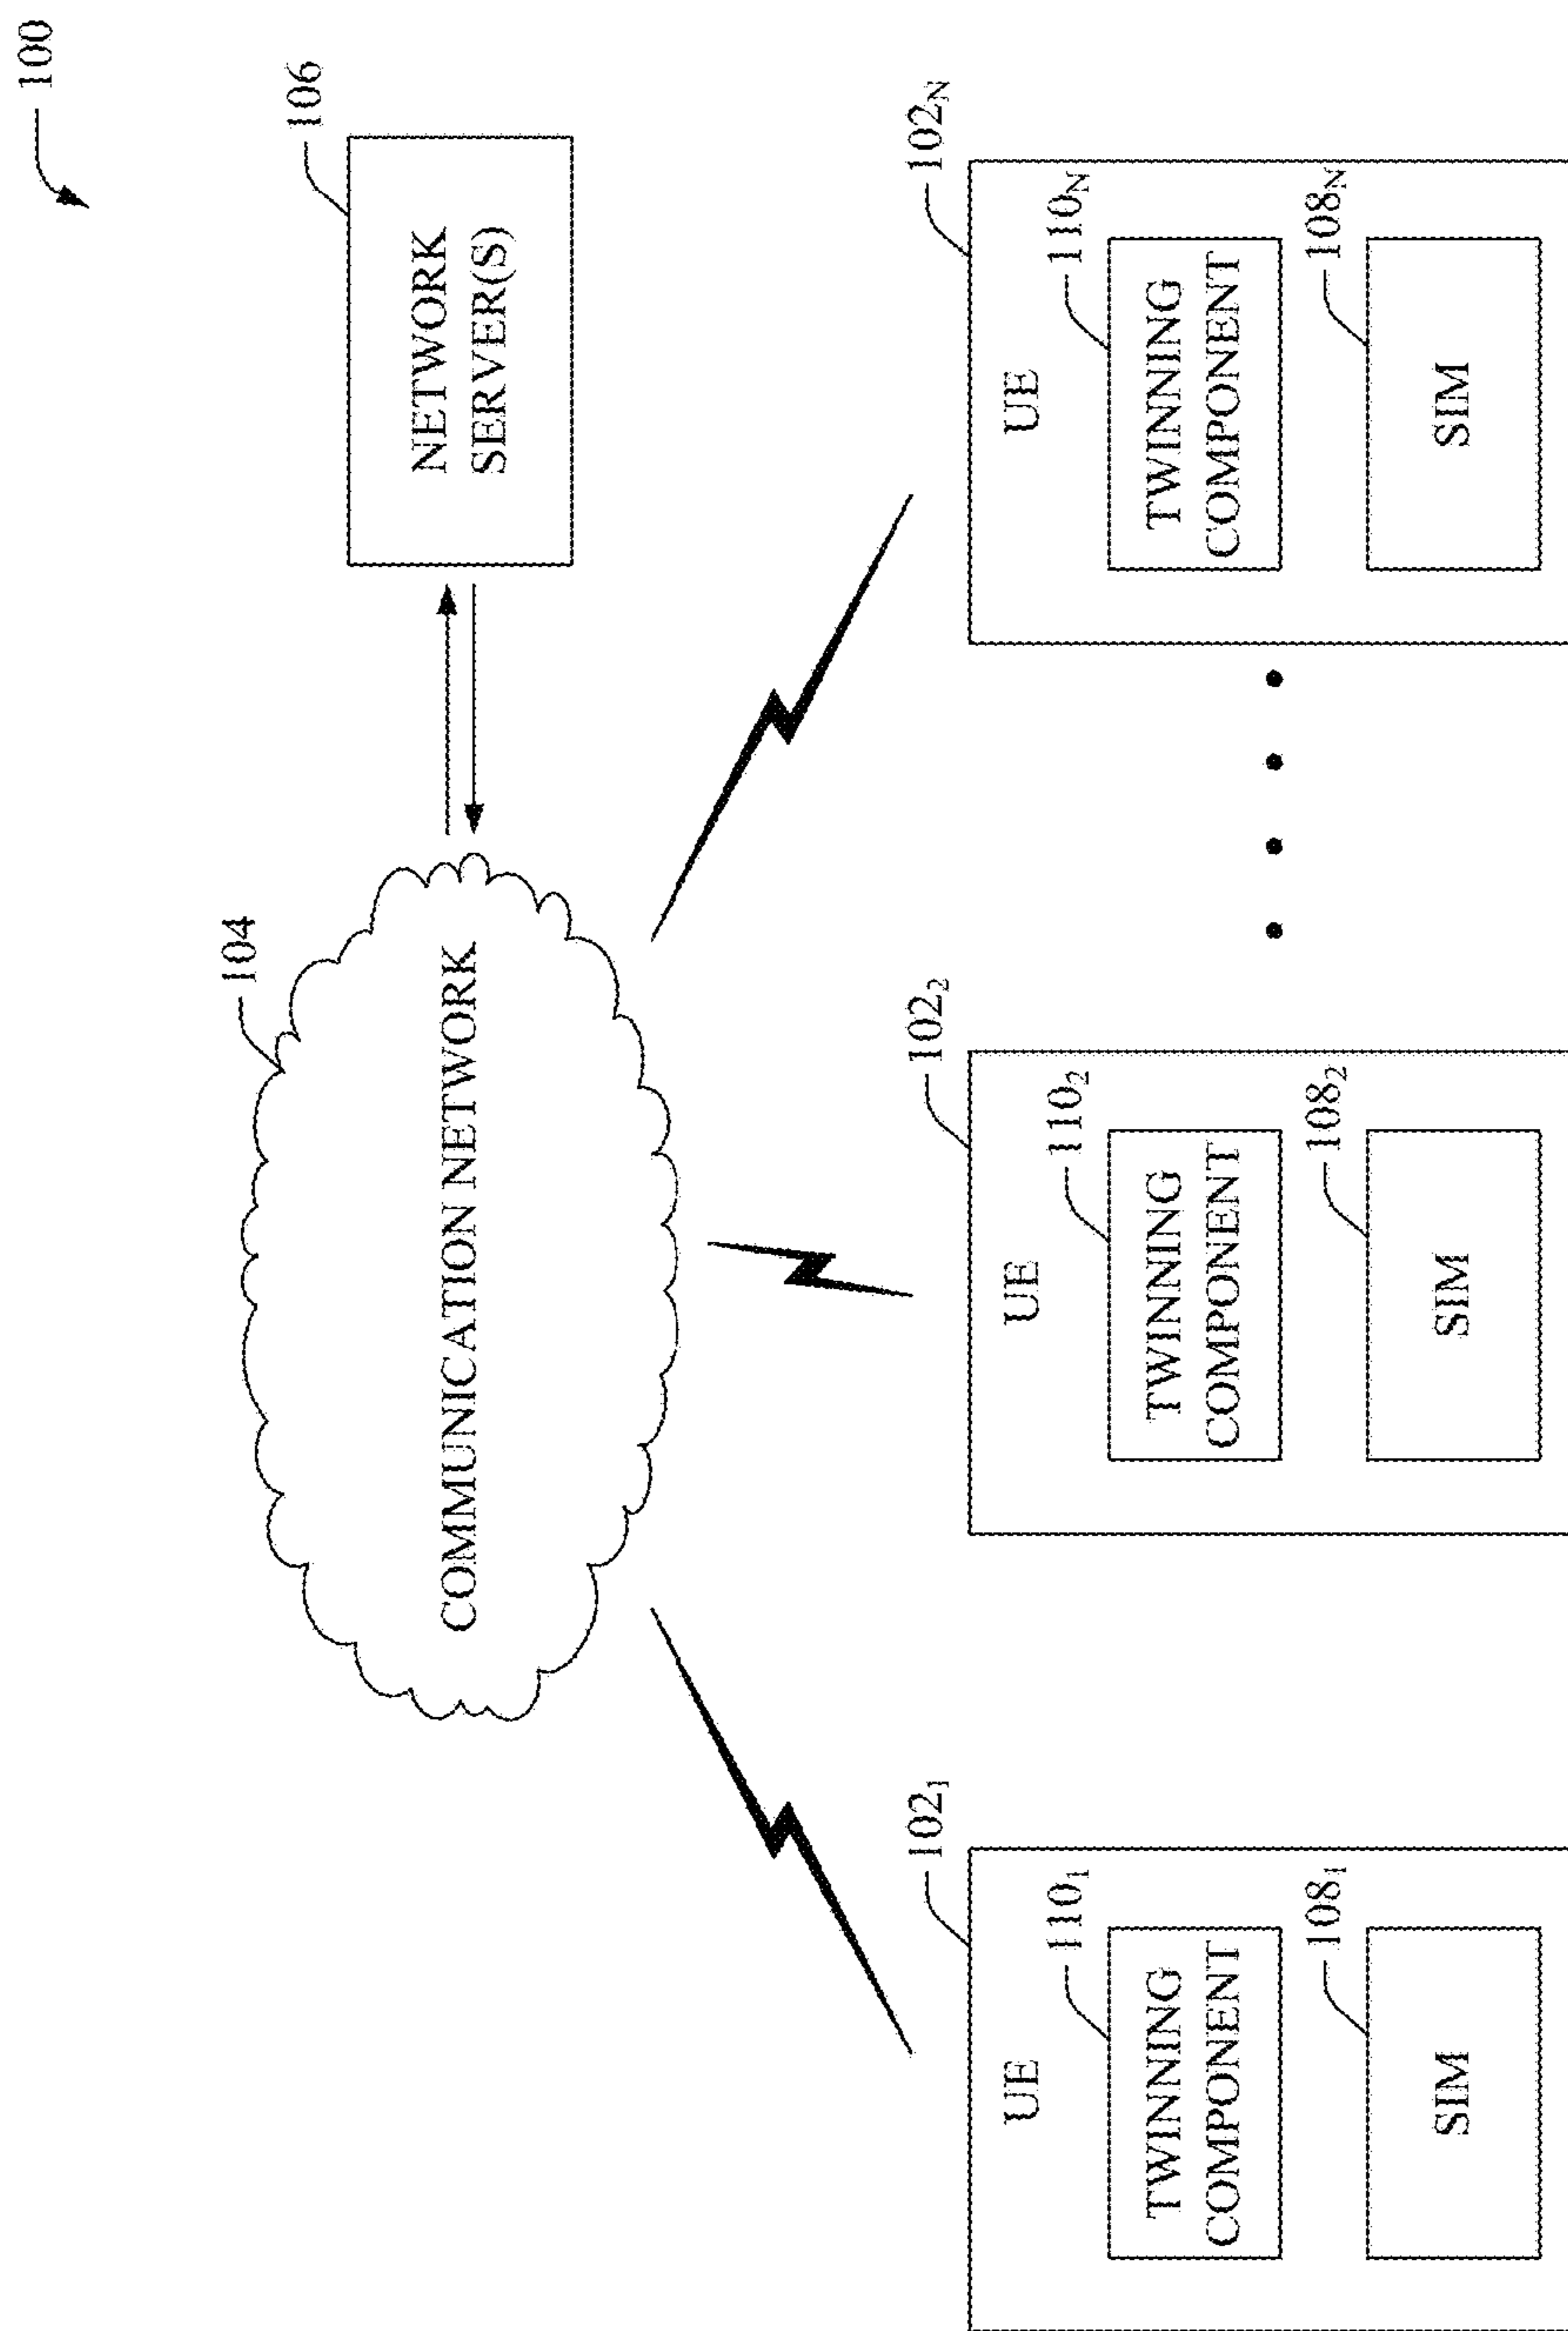 100
106
NETWORK
SERVER(S)
104
COMMUNICATION NETWORK
102₁
UE
110₁
TWINNING
COMPONENT
108₁
SIM
102₂
UE
110₂
TWINNING
COMPONENT
108₂
SIM
102N
UE
110N
TWINNING
COMPONENT
108N
SIM